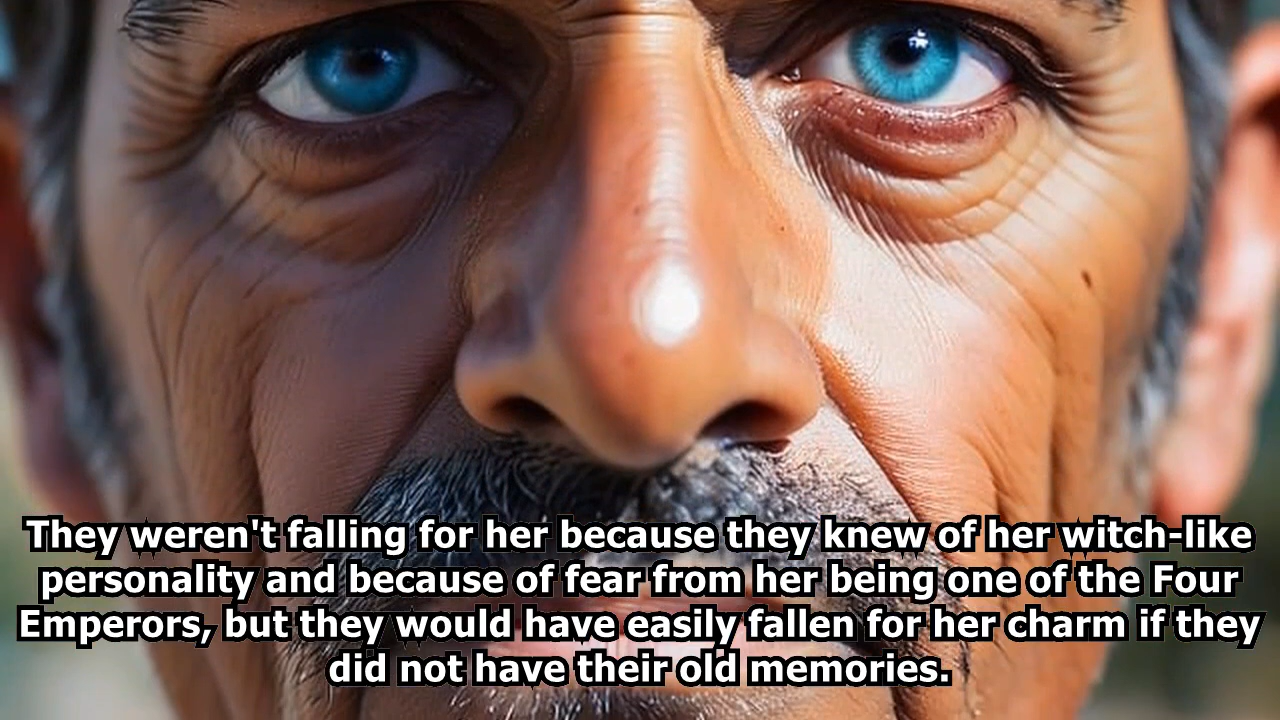 They weren't falling for her because they knew of her witch-like
personality and because of fear from her being one of the Four
Emperors, but they would have easily fallen for her charm if they
did not have their old memories.